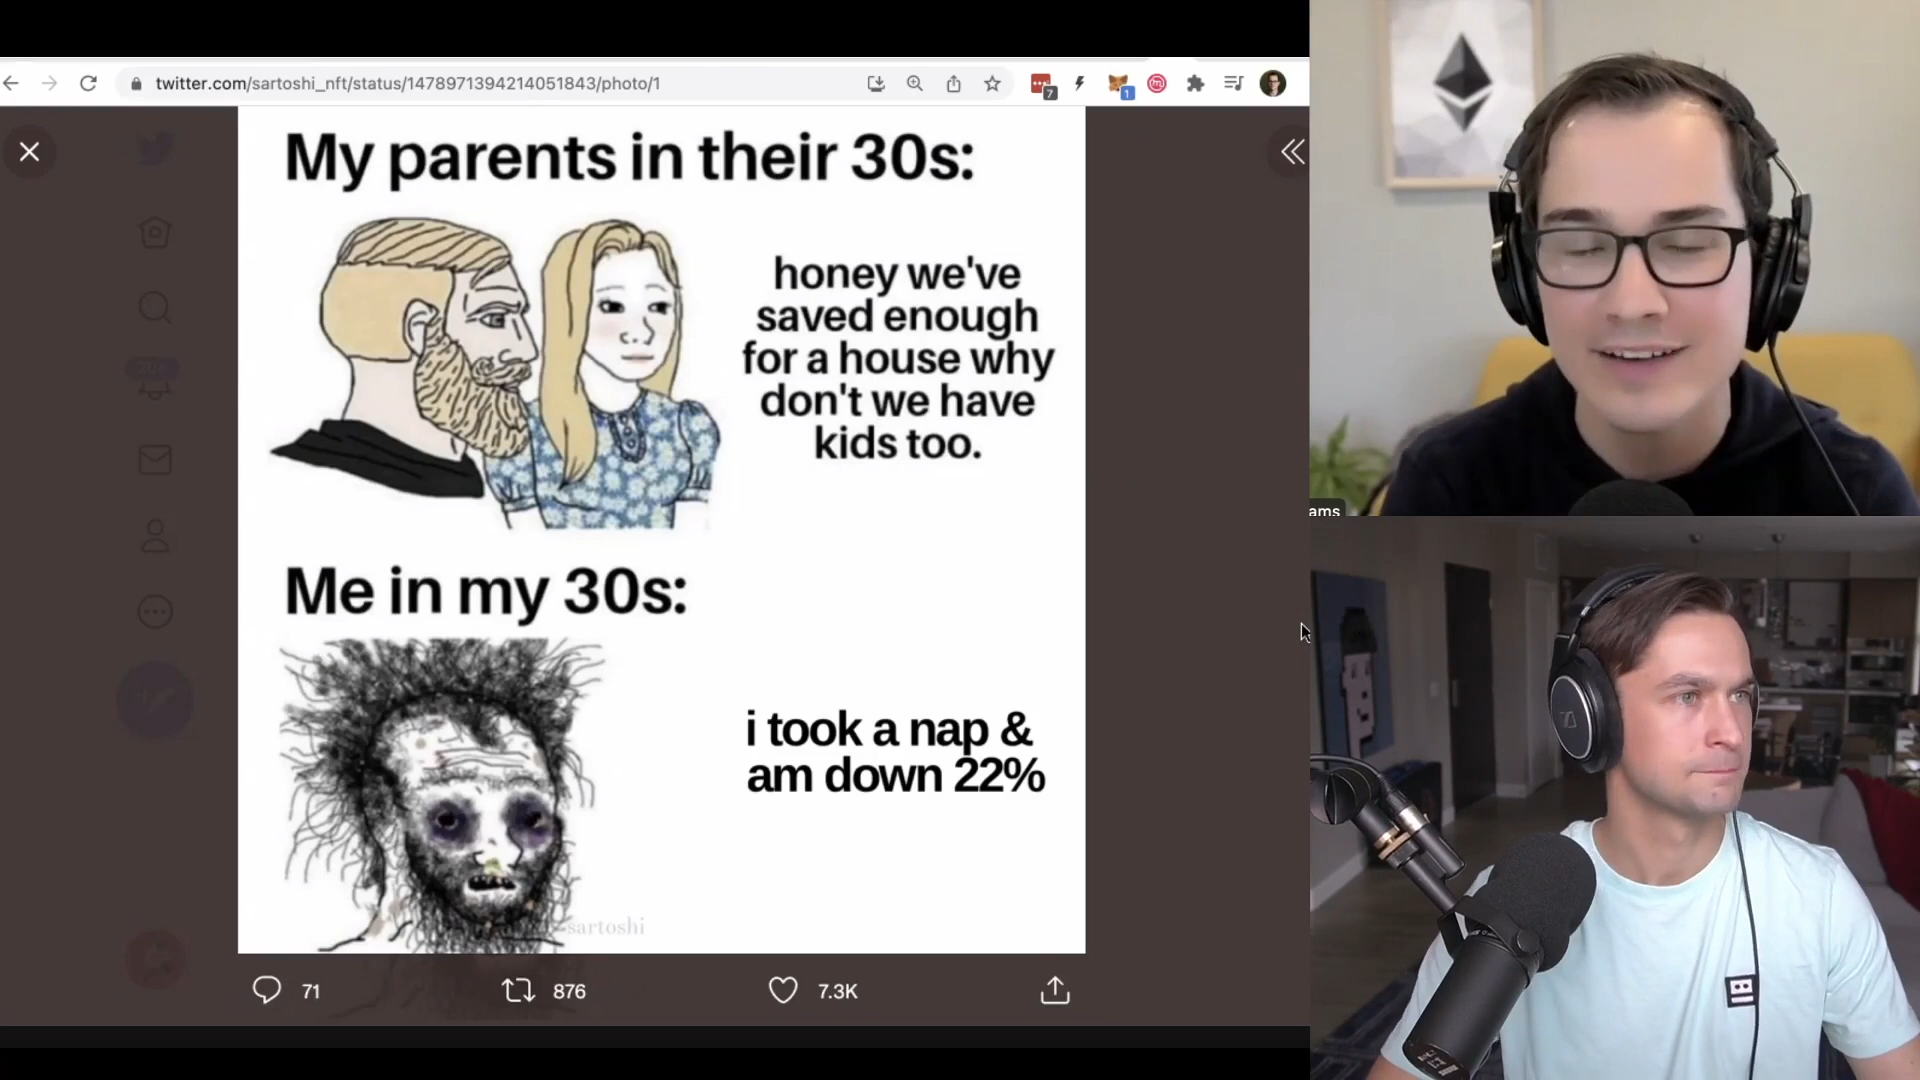 twitter.com/sartoshi_nft/status/1478971394214051843/photo/1
7
1
My parents in their 30s:
honey we've
saved enough
for a house why
don't we have
kids too.
Me in my 30s:
i took a nap &
am down 22%
sartoshi
71
876
7.3K
ams